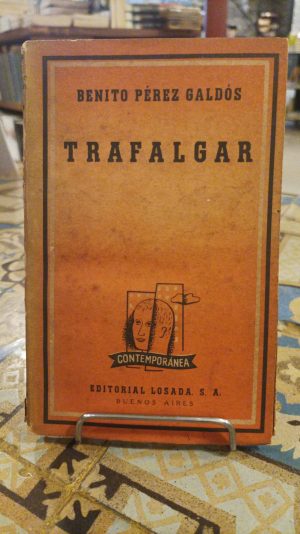 BENITO PÉREZ GALDÓS
TRAFALGAR
CONTEMPORÁNEA
EDITORIAL LOSADA, S. A.
BUENOS AIRES